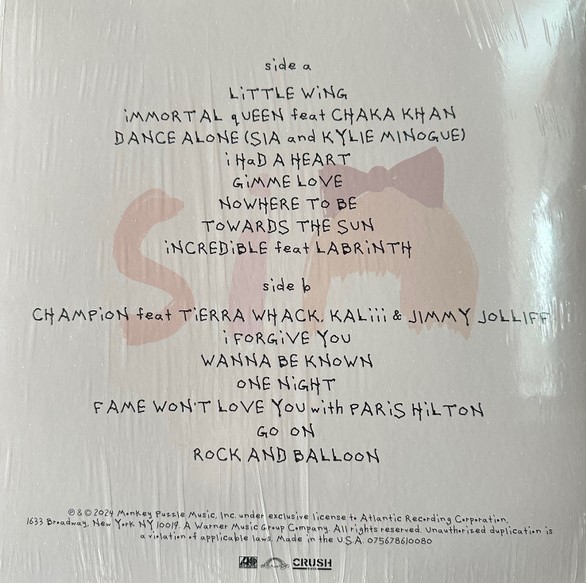 side a
LiTTLE WiNG
iMMORTAL qUEEN feat CHAKA KHAN
DANCE ALONE (SIA and KYLIE MINOGUE)
i HaD A HEART
GiMME LOVE
NOWHERE TO BE
TOWARDS THE SUN
iNCREDiBLE feat LABRiNTH
side b
CHAMPiON feat TiERRA WHACK, KALiii & JIMMY JOLLIFF
i FORGiVE YOU
WANNA BE KNOWN
ONE NiGHT
FAME WON'T LOVE YOU with PARiS HiLTON
GO ON
ROCK AND BALLOON
℗ & © 2024 Monkey Puzzle Music, Inc. under exclusive license to Atlantic Recording Corporation,
1633 Broadway, New York NY 10019. A Warner Music Group Company. All rights reserved. Unauthorized duplication is
a violation of applicable laws. Made in the U.S.A. 075678610080
CRUSH
SIA